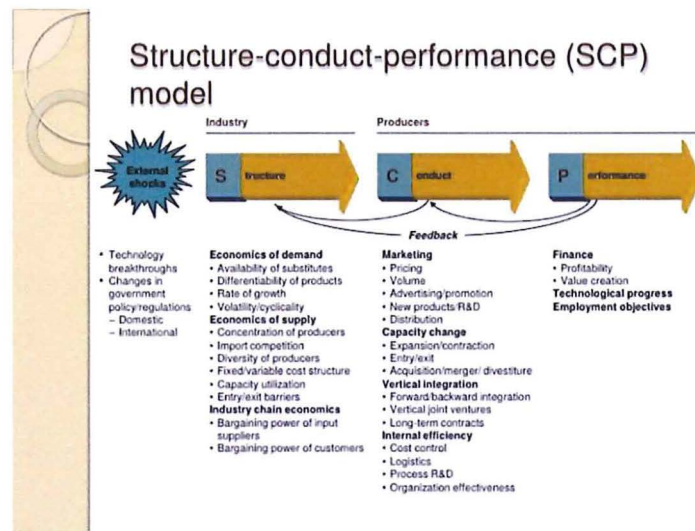 Structure-conduct-performance (SCP)
model
Industry
Producers
External
shocks
S tructure
C onduct
P erformance
Feedback
• Technology
breakthroughs
• Changes in
government
policy/regulations
– Domestic
– International
Economics of demand
• Availability of substitutes
• Differentiability of products
• Rate of growth
• Volatility/cyclicality
Economics of supply
• Concentration of producers
• Import competition
• Diversity of producers
• Fixed/variable cost structure
• Capacity utilization
• Entry/exit barriers
Industry chain economics
• Bargaining power of input
suppliers
• Bargaining power of customers
Marketing
• Pricing
• Volume
• Advertising/promotion
• New products/R&D
• Distribution
Capacity change
• Expansion/contraction
• Entry/exit
• Acquisition/merger/ divestiture
Vertical integration
• Forward/backward integration
• Vertical joint ventures
• Long-term contracts
Internal efficiency
• Cost control
• Logistics
• Process R&D
• Organization effectiveness
Finance
• Profitability
• Value creation
Technological progress
Employment objectives